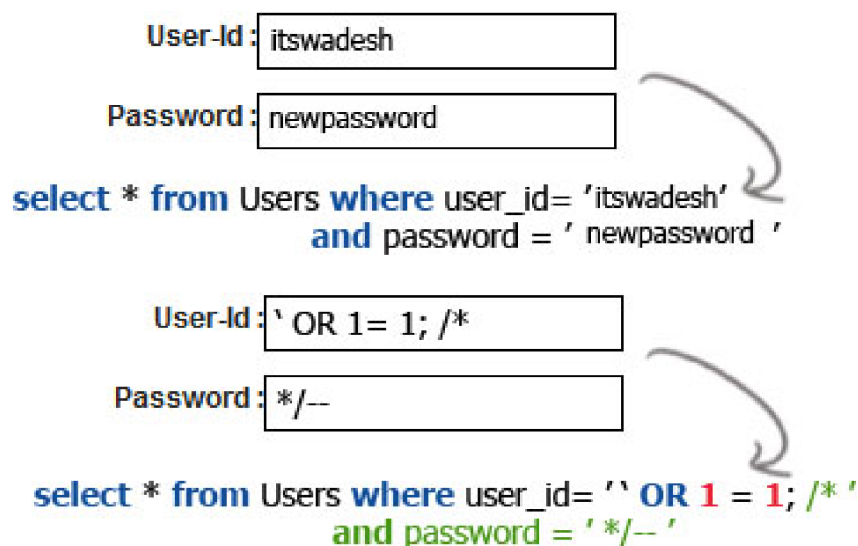 User-Id : itswadesh
Password : newpassword
select * from Users where user_id= ′itswadesh′
and password = ′ newpassword ′
User-Id : ‵ OR 1= 1; /*
Password : */--
select * from Users where user_id= ′‵ OR 1 = 1; /* ′
and password = ′ */-- ′